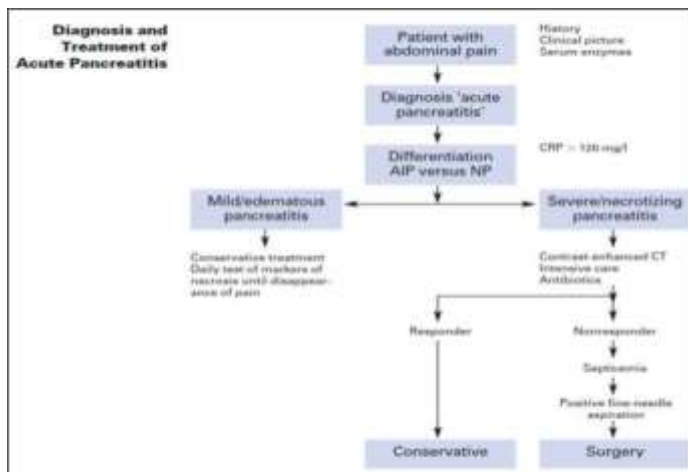 Diagnosis and
Treatment of
Acute Pancreatitis
Patient with
abdominal pain
History
Clinical picture
Serum enzymes
Diagnosis 'acute
pancreatitis'
Differentiation
AIP versus NP
CRP > 120 mg/l
Mild/edematous
pancreatitis
Severe/necrotizing
pancreatitis
Conservative treatment
Daily test of markers of
necrosis until disappear-
ance of pain
Contrast-enhanced CT
Intensive care
Antibiotics
Responder
Nonresponder
Septicemia
Positive fine-needle
aspiration
Conservative
Surgery